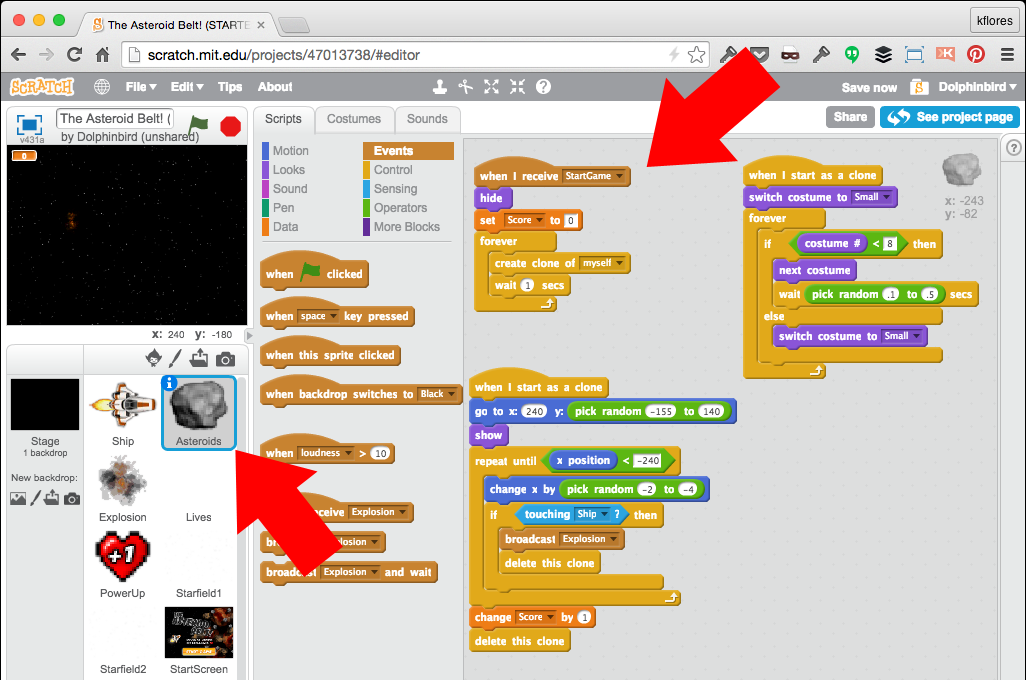 The Asteroid Belt! (STARTE
kflores
scratch.mit.edu/projects/47013738/#editor
SCRATCH
File
Edit
Tips
About
Save now
Dolphinbird
Share
See project page
v431a
The Asteroid Belt! (
by Dolphinbird (unshared)
0
x: 240 y: -180
Stage
1 backdrop
New backdrop:
Ship
Asteroids
Explosion
Lives
+1
PowerUp
Starfield1
Starfield2
StartScreen
Scripts
Costumes
Sounds
Motion
Looks
Sound
Pen
Data
Events
Control
Sensing
Operators
More Blocks
when clicked
when space key pressed
when this sprite clicked
when backdrop switches to Black
when loudness > 10
ceive Explosion
br xplosion
broadc Explosion and wait
when I receive StartGame
hide
set Score to 0
forever
create clone of myself
wait 1 secs
when I start as a clone
go to x: 240 y: pick random -155 to 140
show
repeat until x position < -240
change x by pick random -2 to -4
if touching Ship ? then
broadcast Explosion
delete this clone
change Score by 1
delete this clone
when I start as a clone
switch costume to Small
forever
if costume # < 8 then
next costume
wait pick random .1 to .5 secs
else
switch costume to Small
x: -243
y: -82